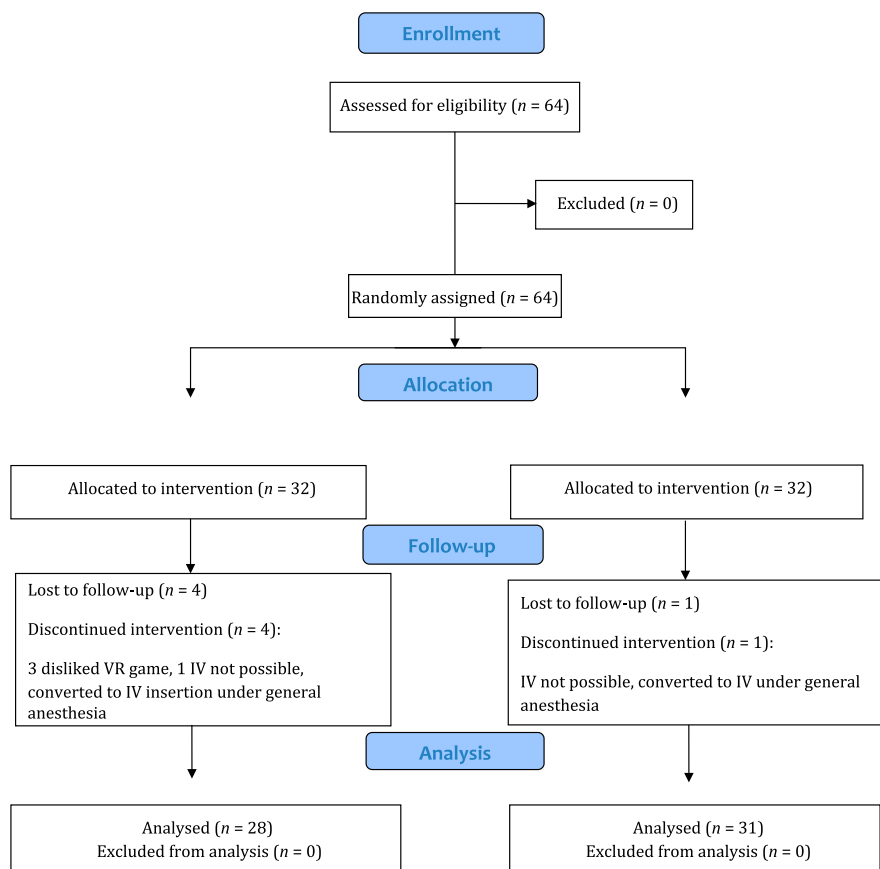 Enrollment
Assessed for eligibility (n = 64)
Excluded (n = 0)
Randomly assigned (n = 64)
Allocation
Allocated to intervention (n = 32)
Allocated to intervention (n = 32)
Follow-up
Lost to follow-up (n = 4)
Discontinued intervention (n = 4):
3 disliked VR game, 1 IV not possible,
converted to IV insertion under general
anesthesia
Lost to follow-up (n = 1)
Discontinued intervention (n = 1):
IV not possible, converted to IV under general
anesthesia
Analysis
Analysed (n = 28)
Excluded from analysis (n = 0)
Analysed (n = 31)
Excluded from analysis (n = 0)